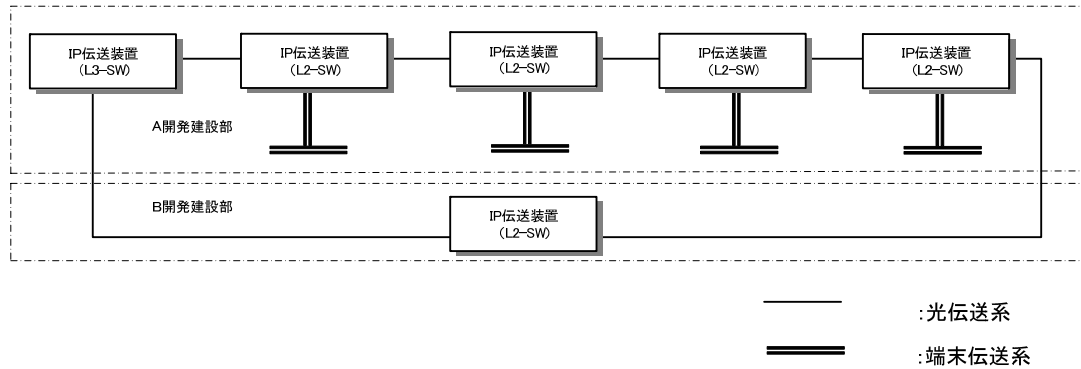 IP伝送装置
(L3-SW)
IP伝送装置
(L2-SW)
IP伝送装置
(L2-SW)
IP伝送装置
(L2-SW)
IP伝送装置
(L2-SW)
A開発建設部
B開発建設部
IP伝送装置
(L2-SW)
:光伝送系
:端末伝送系